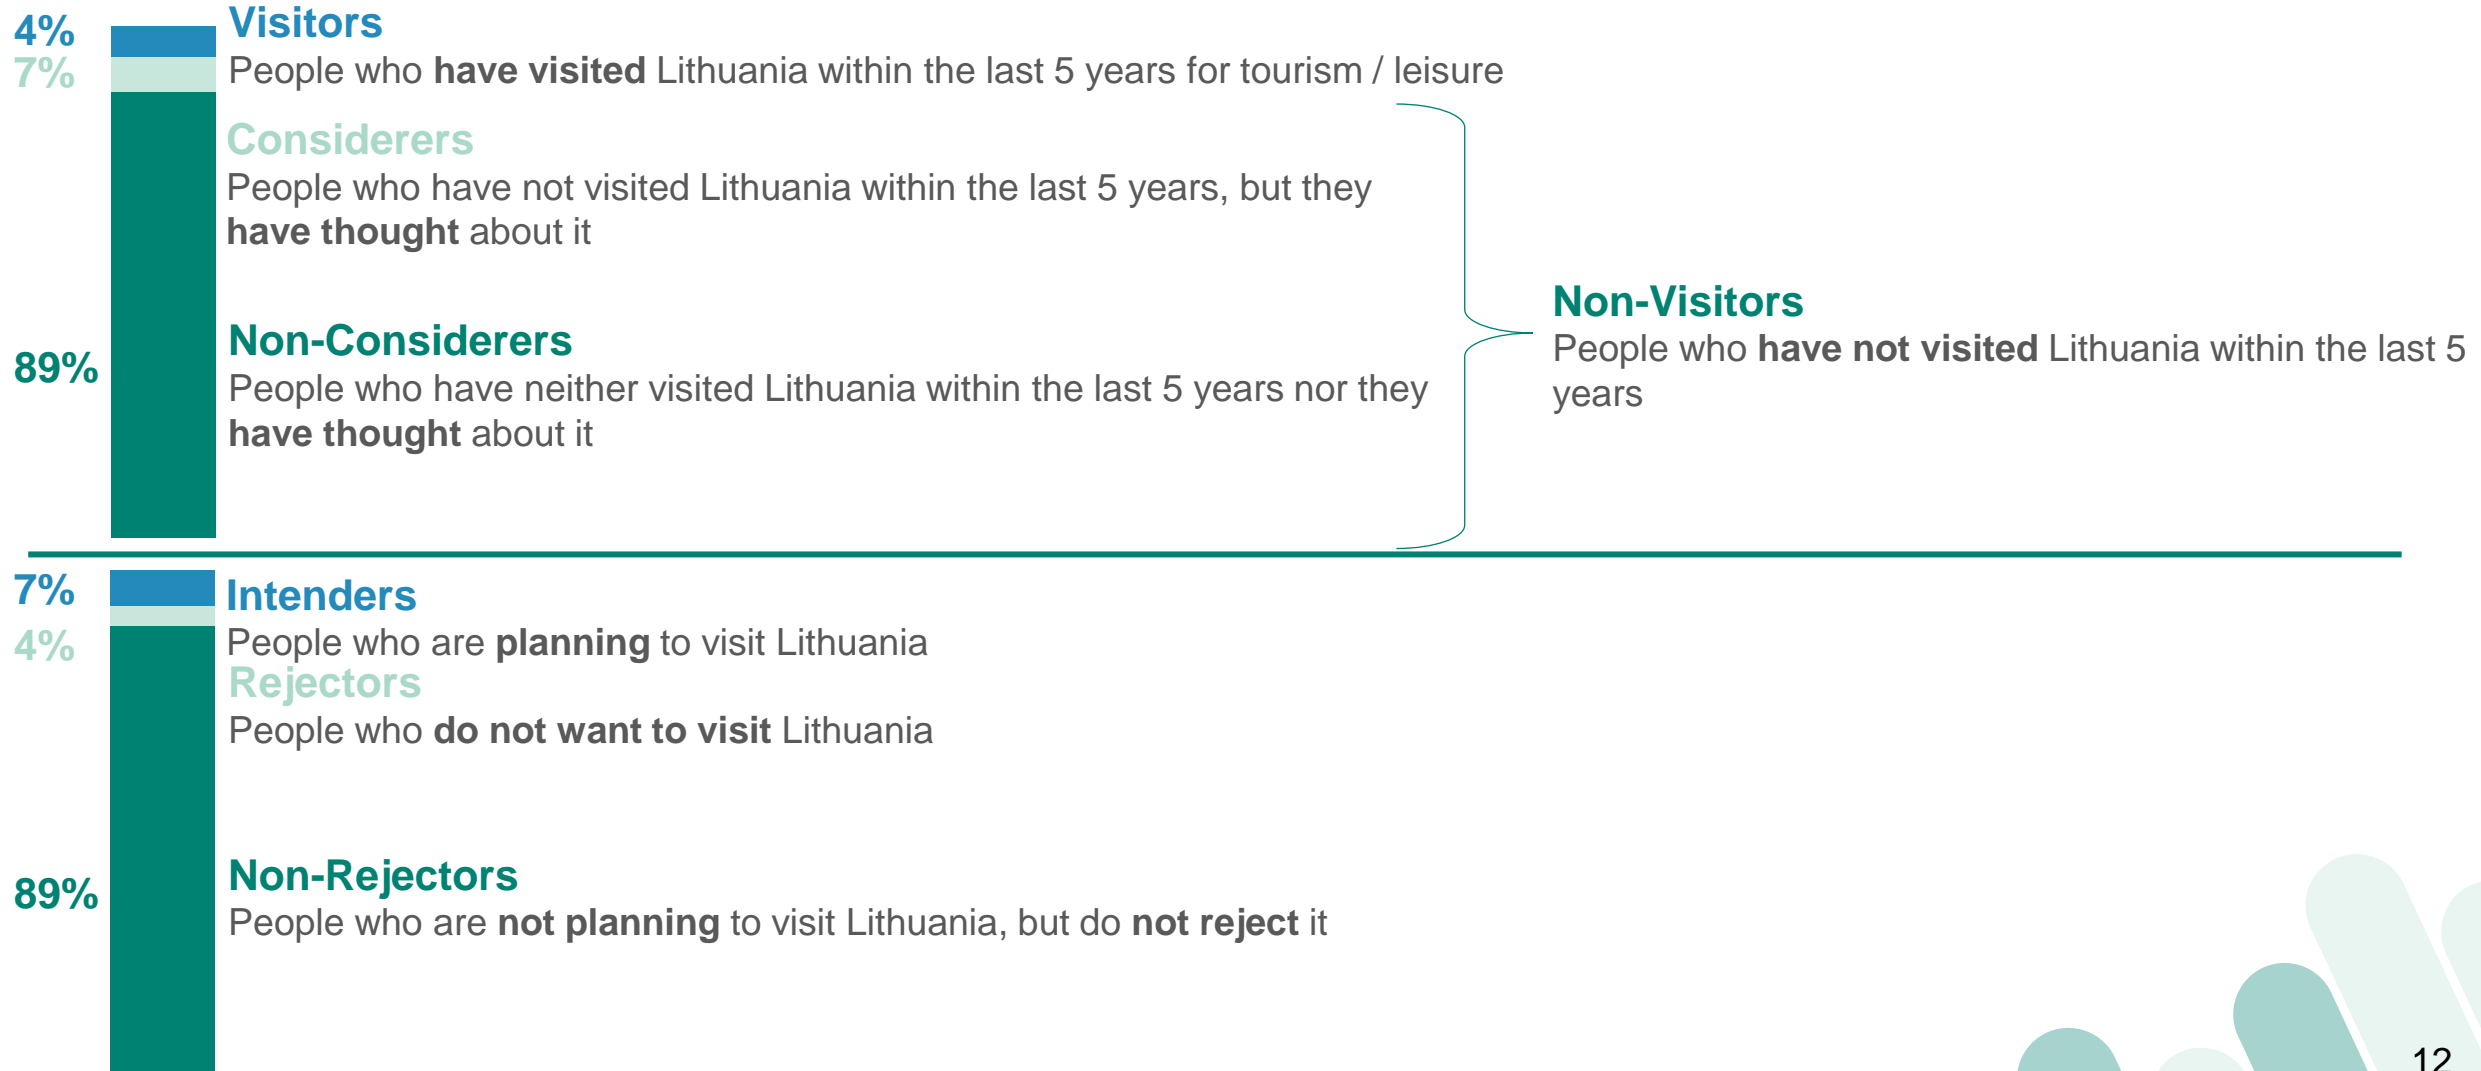 4%
Visitors
7%
People who have visited Lithuania within the last 5 years for tourism / leisure
Considerers
People who have not visited Lithuania within the last 5 years, but they
have thought about it
89%
Non-Considerers
People who have neither visited Lithuania within the last 5 years nor they
have thought about it
Non-Visitors
People who have not visited Lithuania within the last 5
years
7%
Intenders
People who are planning to visit Lithuania
4%
Rejectors
People who do not want to visit Lithuania
89%
Non-Rejectors
People who are not planning to visit Lithuania, but do not reject it
12